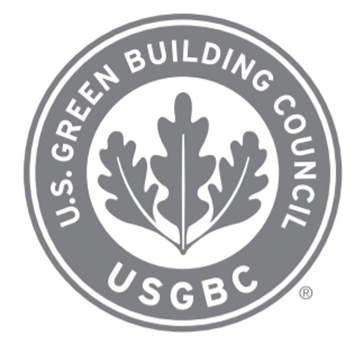 U.S. GREEN BUILDING COUNCIL
USGBC
®